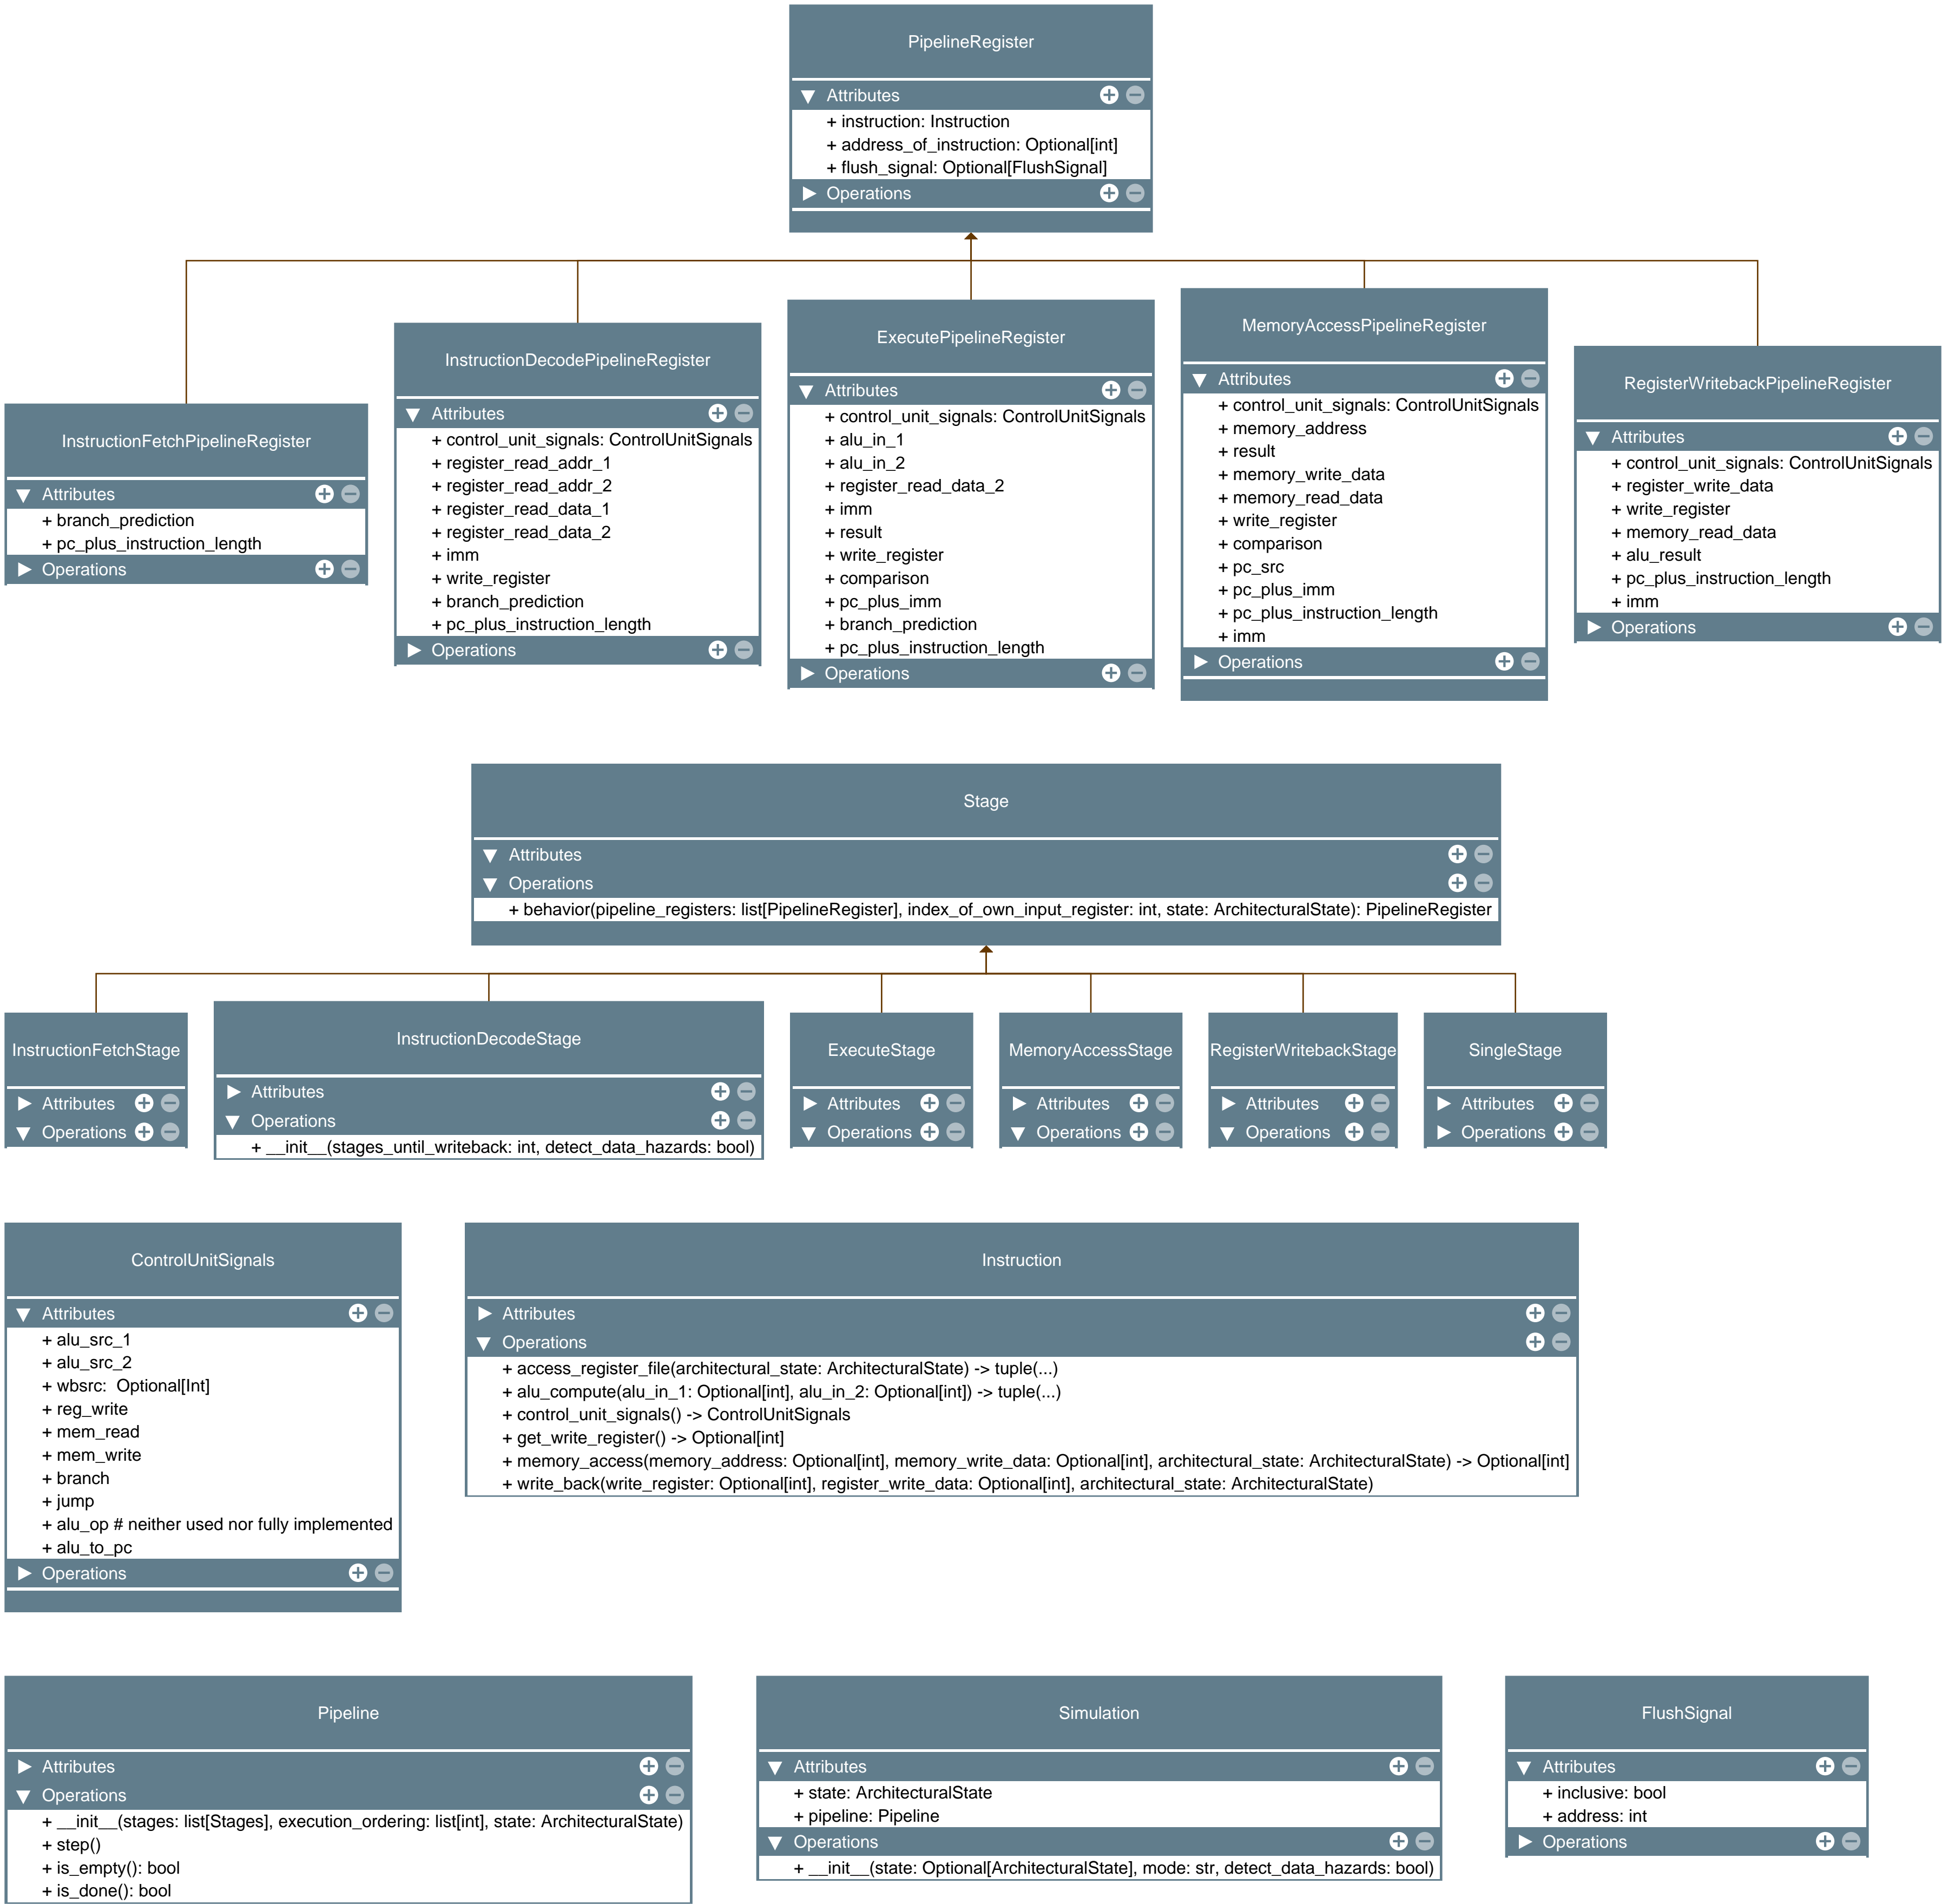 PipelineRegister
Attributes
+ instruction: Instruction
+ address_of_instruction: Optional[int]
+ flush_signal: Optional[FlushSignal]
Operations
InstructionFetchPipelineRegister
Attributes
+ branch_prediction
+ pc_plus_instruction_length
Operations
InstructionDecodePipelineRegister
Attributes
+ control_unit_signals: ControlUnitSignals
+ register_read_addr_1
+ register_read_addr_2
+ register_read_data_1
+ register_read_data_2
+ imm
+ write_register
+ branch_prediction
+ pc_plus_instruction_length
Operations
ExecutePipelineRegister
Attributes
+ control_unit_signals: ControlUnitSignals
+ alu_in_1
+ alu_in_2
+ register_read_data_2
+ imm
+ result
+ write_register
+ comparison
+ pc_plus_imm
+ branch_prediction
+ pc_plus_instruction_length
Operations
MemoryAccessPipelineRegister
Attributes
+ control_unit_signals: ControlUnitSignals
+ memory_address
+ result
+ memory_write_data
+ memory_read_data
+ write_register
+ comparison
+ pc_src
+ pc_plus_imm
+ pc_plus_instruction_length
+ imm
Operations
RegisterWritebackPipelineRegister
Attributes
+ control_unit_signals: ControlUnitSignals
+ register_write_data
+ write_register
+ memory_read_data
+ alu_result
+ pc_plus_instruction_length
+ imm
Operations
Stage
Attributes
Operations
+ behavior(pipeline_registers: list[PipelineRegister], index_of_own_input_register: int, state: ArchitecturalState): PipelineRegister
InstructionFetchStage
Attributes
Operations
InstructionDecodeStage
Attributes
Operations
+ __init__(stages_until_writeback: int, detect_data_hazards: bool)
ExecuteStage
Attributes
Operations
MemoryAccessStage
Attributes
Operations
RegisterWritebackStage
Attributes
Operations
SingleStage
Attributes
Operations
ControlUnitSignals
Attributes
+ alu_src_1
+ alu_src_2
+ wbsrc:  Optional[Int]
+ reg_write
+ mem_read
+ mem_write
+ branch
+ jump
+ alu_op # neither used nor fully implemented
+ alu_to_pc
Operations
Instruction
Attributes
Operations
+ access_register_file(architectural_state: ArchitecturalState) -> tuple(...)
+ alu_compute(alu_in_1: Optional[int], alu_in_2: Optional[int]) -> tuple(...)
+ control_unit_signals() -> ControlUnitSignals
+ get_write_register() -> Optional[int]
+ memory_access(memory_address: Optional[int], memory_write_data: Optional[int], architectural_state: ArchitecturalState) -> Optional[int]
+ write_back(write_register: Optional[int], register_write_data: Optional[int], architectural_state: ArchitecturalState)
Pipeline
Attributes
Operations
+ __init__(stages: list[Stages], execution_ordering: list[int], state: ArchitecturalState)
+ step()
+ is_empty(): bool
+ is_done(): bool
Simulation
Attributes
+ state: ArchitecturalState
+ pipeline: Pipeline
Operations
+ __init__(state: Optional[ArchitecturalState], mode: str, detect_data_hazards: bool)
FlushSignal
Attributes
+ inclusive: bool
+ address: int
Operations